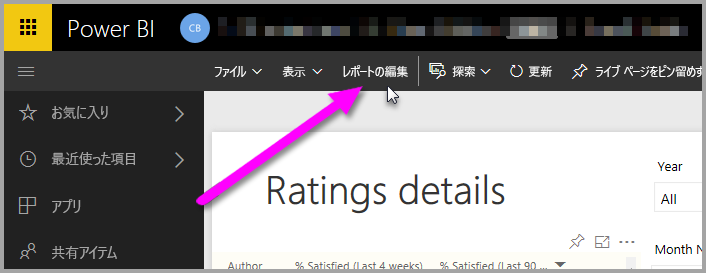 Power BI CB
ファイル 表示 レポートの編集 探索 更新 ライブ ページをピン留めす
お気に入り
最近使った項目
アプリ
共有アイテム
Ratings details
Year
All
Month N
Author % Satisfied (Last 4 weeks) % Satisfied (Last 90 ...